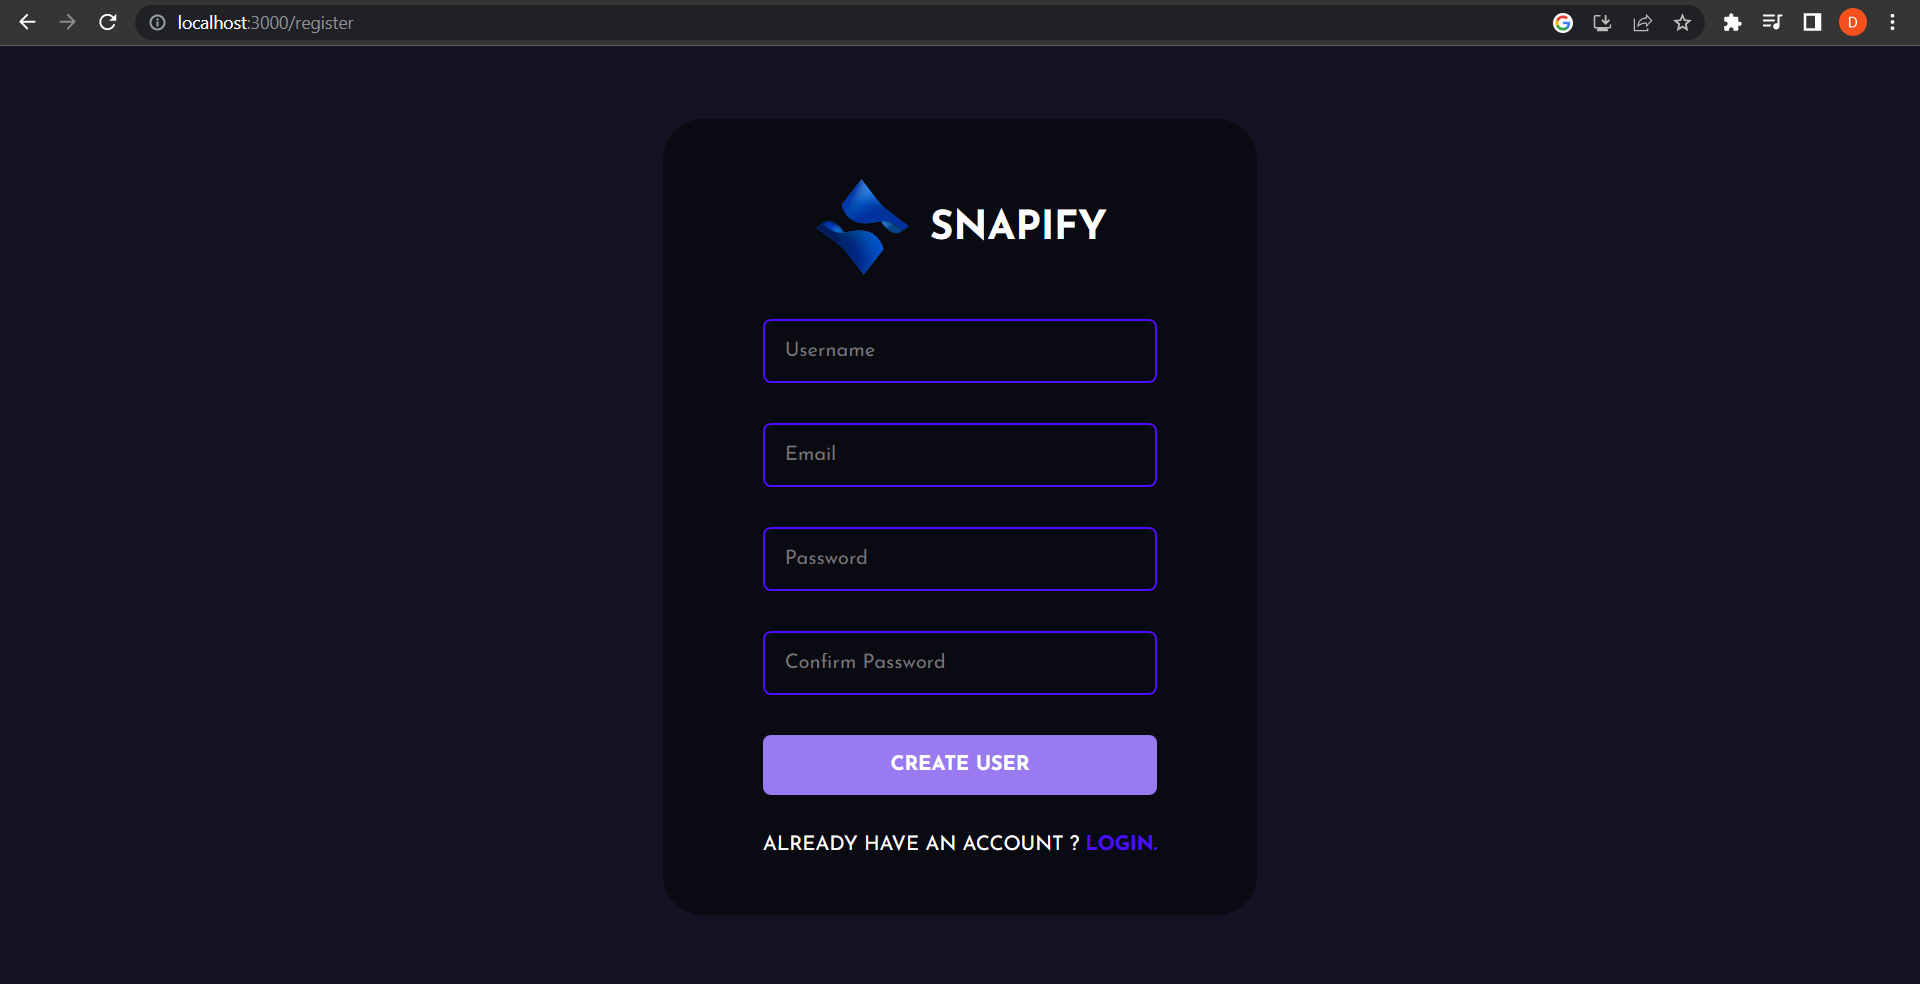 localhost:3000/register
D
SNAPIFY
Username
Email
Password
Confirm Password
CREATE USER
ALREADY HAVE AN ACCOUNT ? LOGIN.